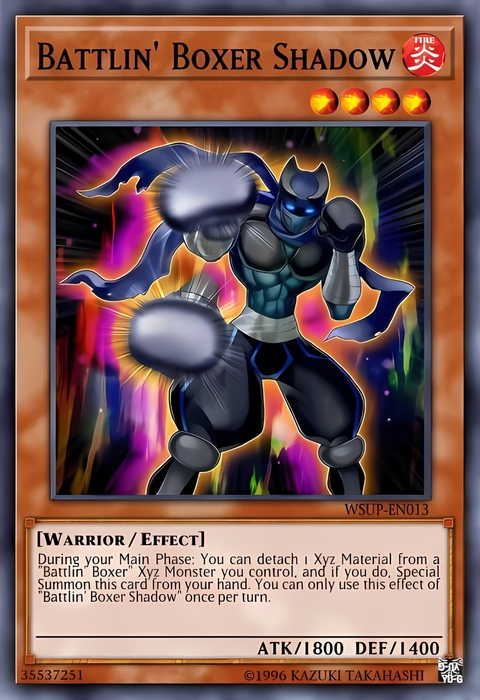 BATTLIN' BOXER SHADOW
FIRE
炎
WSUP-EN013
[WARRIOR / EFFECT]
During your Main Phase: You can detach 1 Xyz Material from a
"Battlin' Boxer" Xyz Monster you control, and if you do, Special
Summon this card from your hand. You can only use this effect of
"Battlin' Boxer Shadow" once per turn.
ATK/1800 DEF/1400
35537251
©1996 KAZUKI TAKAHASHI